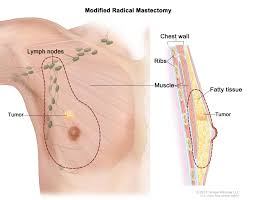 Modified Radical Mastectomy
Lymph nodes
Chest wall
Ribs
Muscle
Fatty tissue
Tumor
Tumor